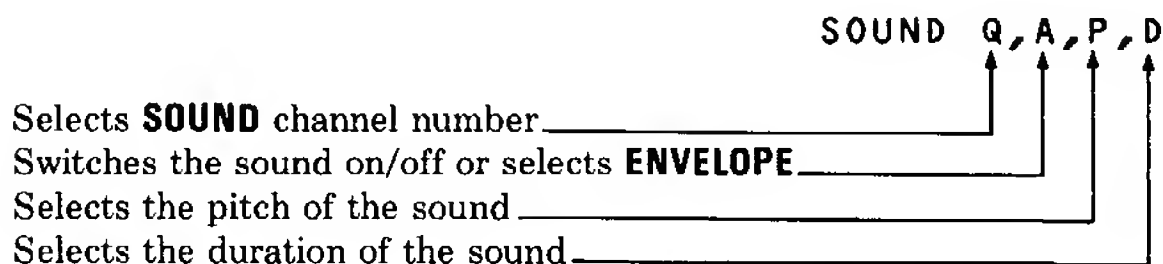 SOUND Q,A,P,D
Selects SOUND channel number
Switches the sound on/off or selects ENVELOPE
Selects the pitch of the sound
Selects the duration of the sound